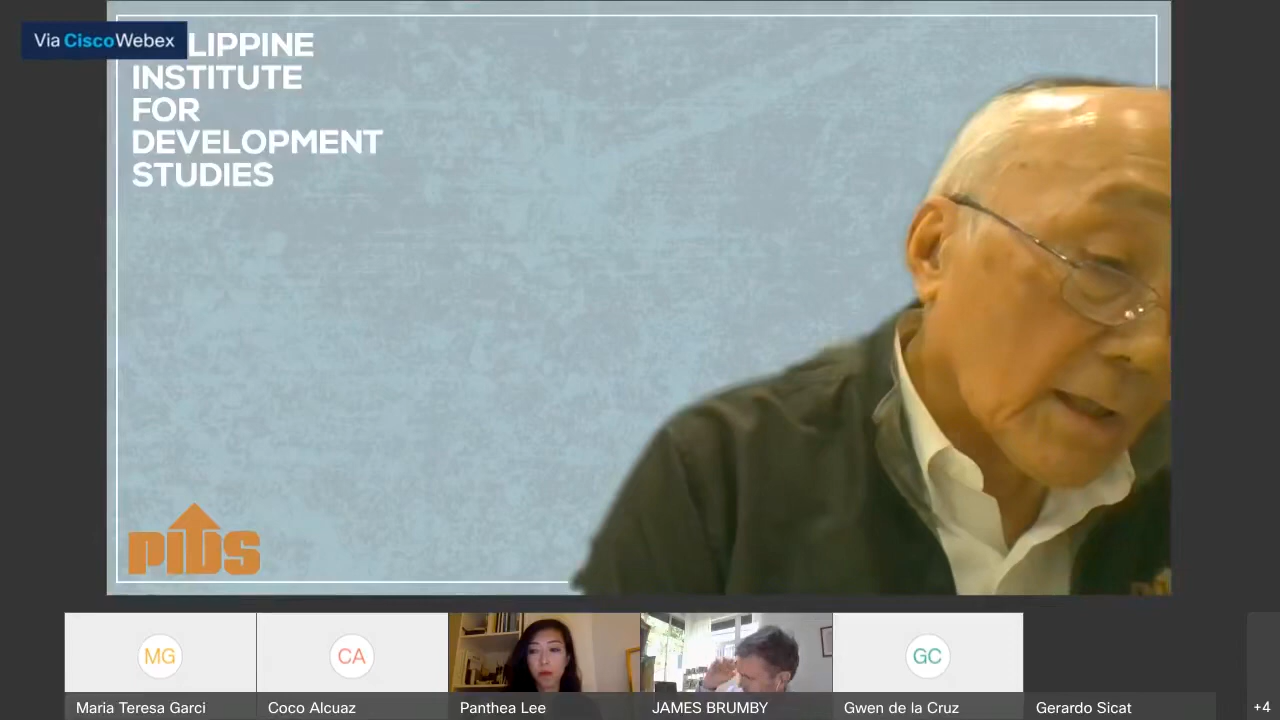 Via CiscoWebex
LIPPINE
INSTITUTE
FOR
DEVELOPMENT
STUDIES
pids
MG
CA
GC
Maria Teresa Garci
Coco Alcuaz
Panthea Lee
JAMES BRUMBY
Gwen de la Cruz
Gerardo Sicat
+4